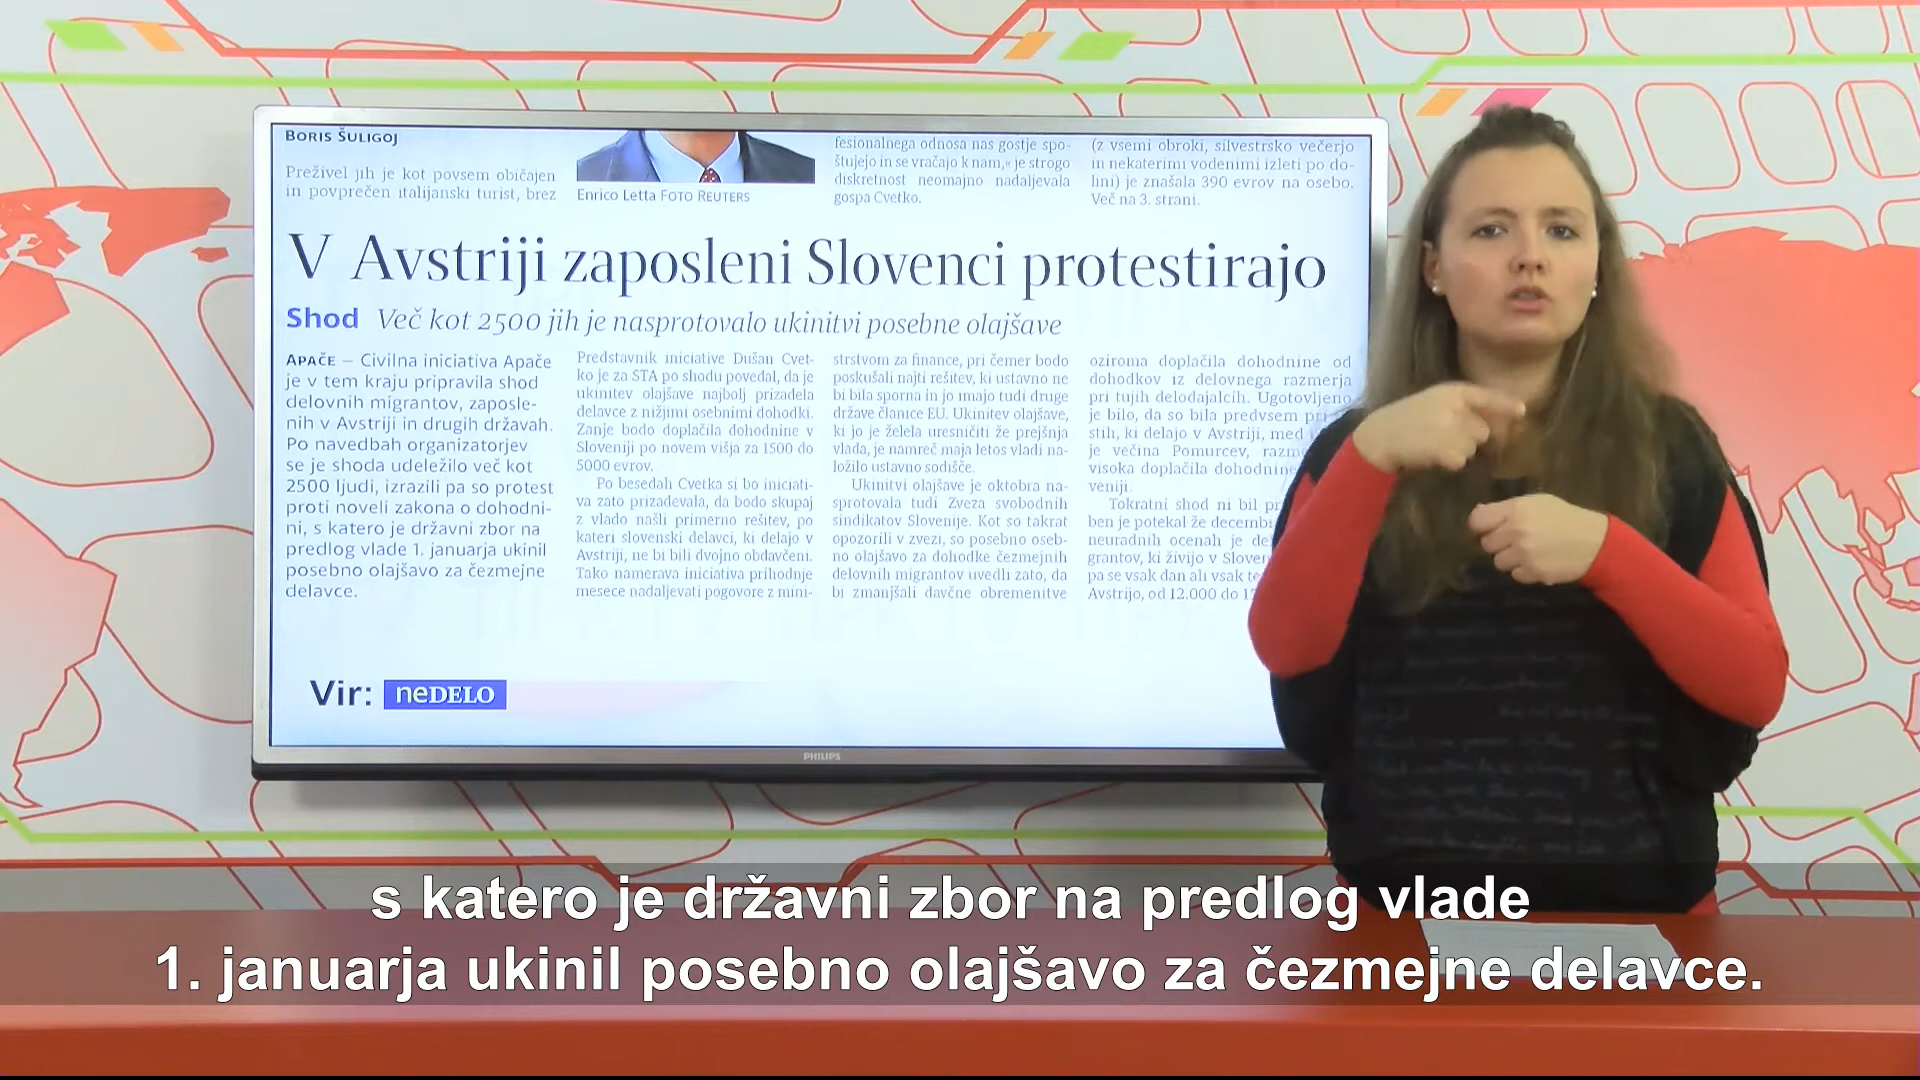 BORIS ŠULIGOJ
Preživel jih je kot povsem običajen
in povprečen italijanski turist, brez
Enrico Letta FOTO REUTERS
fesionalnega odnosa nas gostje spo-
štujejo in se vračajo k nam,« je strogo
diskretnost neomajno nadaljevala
gospa Cvetko.
(z vsemi obroki, silvestrsko večerjo
in nekaterimi vodenimi izleti po do-
lini) je znašala 390 evrov na osebo.
Več na 3. strani.
V Avstriji zaposleni Slovenci protestirajo
Shod Več kot 2500 jih je nasprotovalo ukinitvi posebne olajšave
APAČE – Civilna iniciativa Apače
je v tem kraju pripravila shod
delovnih migrantov, zaposle-
nih v Avstriji in drugih državah.
Po navedbah organizatorjev
se je shoda udeležilo več kot
2500 ljudi, izrazili pa so protest
proti noveli zakona o dohodni-
ni, s katero je državni zbor na
predlog vlade 1. januarja ukinil
posebno olajšavo za čezmejne
delavce.
Predstavnik iniciative Dušan Cvet-
ko je za STA po shodu povedal, da je
ukinitev olajšave najbolj prizadela
delavce z nižjimi osebnimi dohodki.
Zanje bodo doplačila dohodnine v
Sloveniji po novem višja za 1500 do
5000 evrov.
Po besedah Cvetka si bo iniciati-
va zato prizadevala, da bodo skupaj
z vlado našli primerno rešitev, po
kateri slovenski delavci, ki delajo v
Avstriji, ne bi bili dvojno obdavčeni.
Tako namerava iniciativa prihodnje
mesece nadaljevati pogovore z mini-
strstvom za finance, pri čemer bodo
poskušali najti rešitev, ki ustavno ne
bi bila sporna in jo imajo tudi druge
države članice EU. Ukinitev olajšave,
ki jo je želela uresničiti že prejšnja
vlada, je namreč maja letos vladi na-
ložilo ustavno sodišče.
Ukinitvi olajšave je oktobra na-
sprotovala tudi Zveza svobodnih
sindikatov Slovenije. Kot so takrat
opozorili v zvezi, so posebno oseb-
no olajšavo za dohodke čezmejnih
delovnih migrantov uvedli zato, da
bi zmanjšali davčne obremenitve
oziroma doplačila dohodnine od
dohodkov iz delovnega razmerja
pri tujih delodajalcih. Ugotovljeno
je bilo, da so bila predvsem pri
stih, ki delajo v Avstriji, med
je večina Pomurcev, razm
visoka doplačila dohodnine
veniji.
Tokratni shod ni bil pr
ben je potekal že decemb
neuradnih ocenah je de
grantov, ki živijo v Sloven
pa se vsak dan ali vsak te
Avstrijo, od 12.000 do 1
Vir: neDELO
PHILIPS
s katero je državni zbor na predlog vlade
1. januarja ukinil posebno olajšavo za čezmejne delavce.